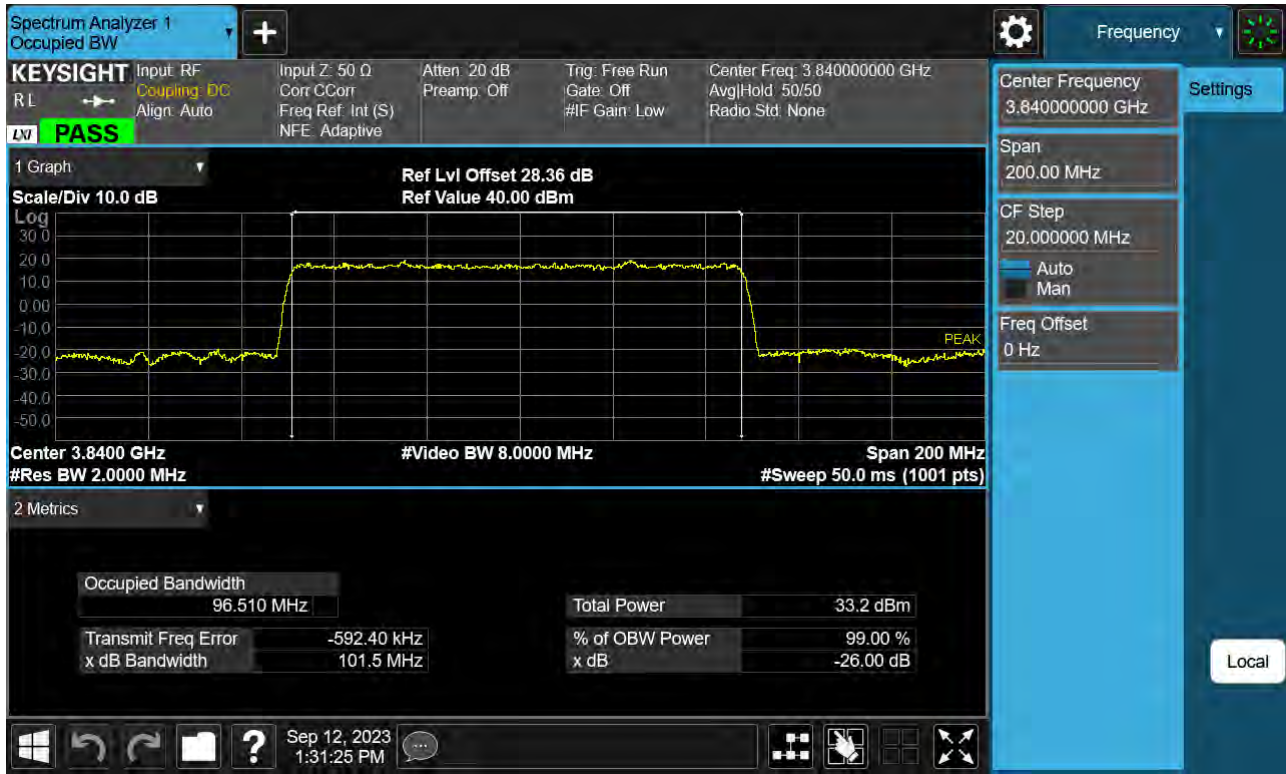 Spectrum Analyzer 1
Occupied BW
+
Frequency
KEYSIGHT
RL
LXI
PASS
Input: RF
Coupling: DC
Align: Auto
Input Z: 50 Ω
Corr CCorr
Freq Ref: Int (S)
NFE: Adaptive
Atten: 20 dB
Preamp: Off
Trig: Free Run
Gate: Off
#IF Gain: Low
Center Freq: 3.840000000 GHz
Avg|Hold: 50/50
Radio Std: None
Center Frequency
3.840000000 GHz
Settings
Span
200.00 MHz
CF Step
20.000000 MHz
Auto
Man
Freq Offset
0 Hz
Local
1 Graph
Scale/Div 10.0 dB
Ref Lvl Offset 28.36 dB
Ref Value 40.00 dBm
Log
30.0
20.0
10.0
0.00
-10.0
-20.0
-30.0
-40.0
-50.0
PEAK
Center 3.8400 GHz
#Video BW 8.0000 MHz
Span 200 MHz
#Res BW 2.0000 MHz
#Sweep 50.0 ms (1001 pts)
2 Metrics
Occupied Bandwidth
96.510 MHz
Total Power 33.2 dBm
Transmit Freq Error -592.40 kHz
% of OBW Power 99.00 %
x dB Bandwidth 101.5 MHz
x dB -26.00 dB
?
Sep 12, 2023
1:31:25 PM